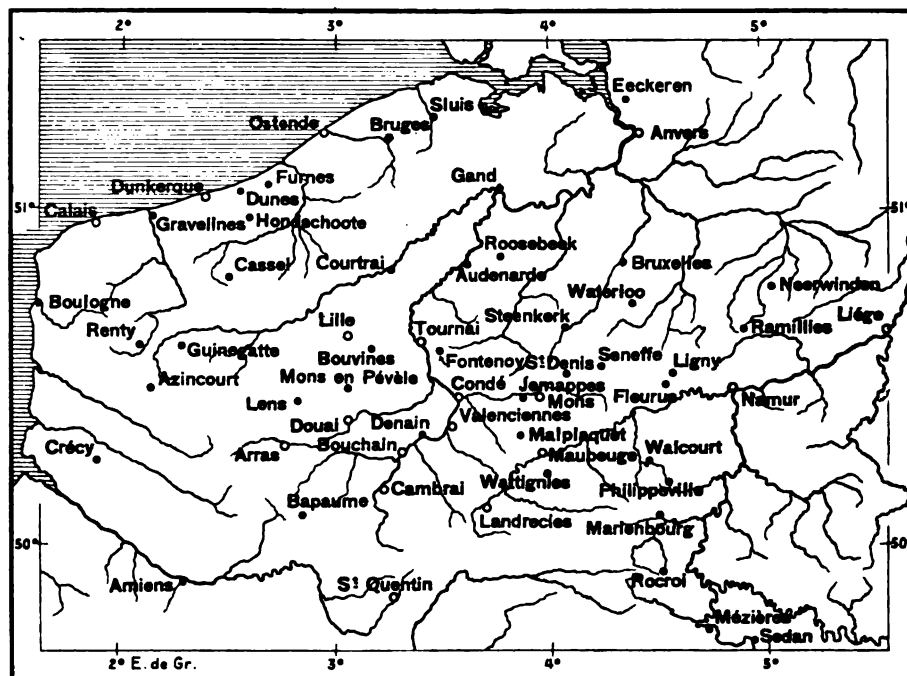 2° 3° 4° 5°
Eeckeren
Sluis
Ostende
Bruges
Anvers
Gand
Furnes
Dunkerque
Dunes
51° 51°
Calais
Gravelines
Hondschoote
Roosebeek
Cassel
Courtrai
Audenarde
Bruxelles
Neerwinden
Boulogne
Waterloo
Renty
Lille
Tournai
Steenkerk
Ramillies
Liége
Guinegatte
Bouvines
Fontenoy
St Denis
Seneffe
Ligny
Azincourt
Mons en Pévèle
Condé
Jemappes
Mons
Fleurus
Namur
Lens
Douai
Denain
Valenciennes
Malplaquet
Crécy
Arras
Bouchain
Maubeuge
Walcourt
Cambrai
Wattignies
Philippeville
Bapaume
Landrecies
Marienbourg
50° 50°
Amiens
St Quentin
Rocroi
Mézières
Sedan
2° E. de Gr. 3° 4° 5°